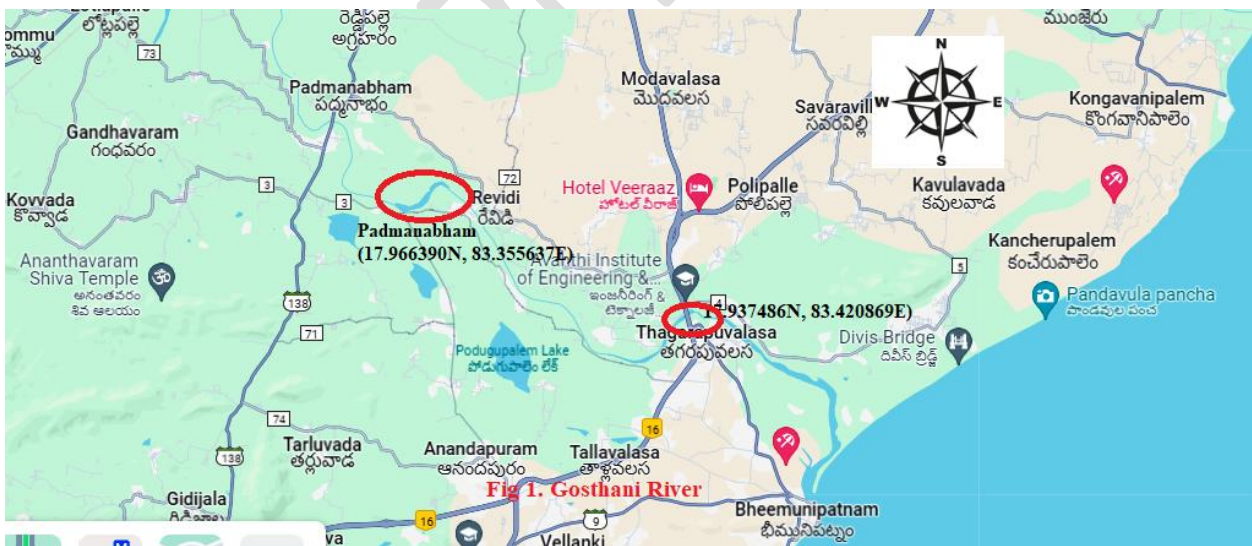 లోట్లపల్లె
ommu
ొమ్ము
73
రెడ్డిపల్లె
అగ్రహారం
Padmanabham
పద్మనాభం
Gandhavaram
గంధవరం
Kovvada
కొవ్వాడ
3
3
72
Revidi
రేవిడి
Padmanabham
(17.966390N, 83.355637E)
Ananthavaram
Shiva Temple
అనంతవరం
శివ ఆలయం
138
71
Modavalasa
మొదవలస
Savaravill
సవరవిల్లి
N
W
E
S
ముంజేరు
Kongavanipalem
కొంగవానిపాలెం
Hotel Veeraaz
హోటల్ వీరాజ్
Polipalle
పోలిపల్లె
Kavulavada
కవులవాడ
Kancherupalem
కంచేరుపాలెం
Avanthi Institute
of Engineering &...
ఇంజనీరింగ్ &
టెక్నాలజీ
4
5
17.937486N, 83.420869E)
Thagarapuvalasa
తగరపువలస
Pandavula pancha
పాండవుల పంచ
Divis Bridge
దివీస్ బ్రిడ్జ్
Podugupalem Lake
పోడుగుపాలెం లేక్
74
Tarluvada
తర్లువాడ
138
Anandapuram
ఆనందపురం
Tallavalasa
తాళ్లవలస
16
Fig 1. Gosthani River
Gidijala
గిడిజాల
16
9
va
Vellanki
Bheemunipatnam
భీమునిపట్నం